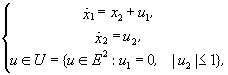 ẋ₁ = x₂ + u₁,
ẋ₂ = u₂,
u ∈ U = {u ∈ E² : u₁ = 0, | u₂ |≤ 1},